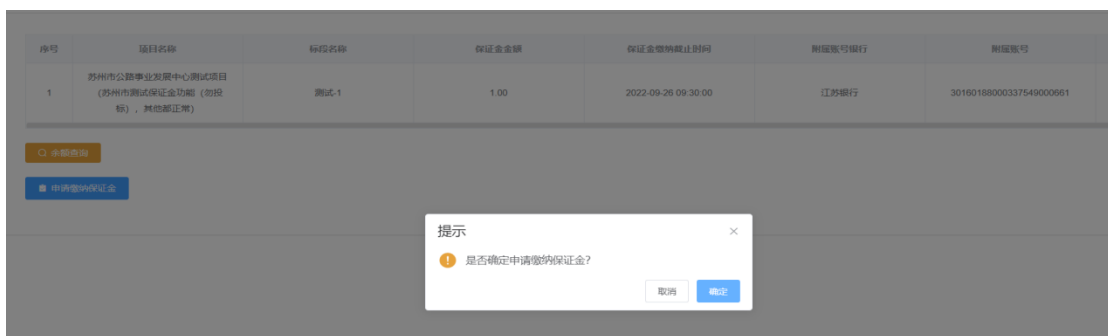 序号 项目名称 标段名称 保证金金额 保证金缴纳截止时间 附属账号银行 附属账号
苏州市公路事业发展中心测试项目
1 (苏州市测试保证金功能（勿投 测试-1 1.00 2022-09-26 09:30:00 江苏银行 30160188000337549000661
标），其他都正常)
余额查询
申请缴纳保证金
提示
是否确定申请缴纳保证金?
取消 确定